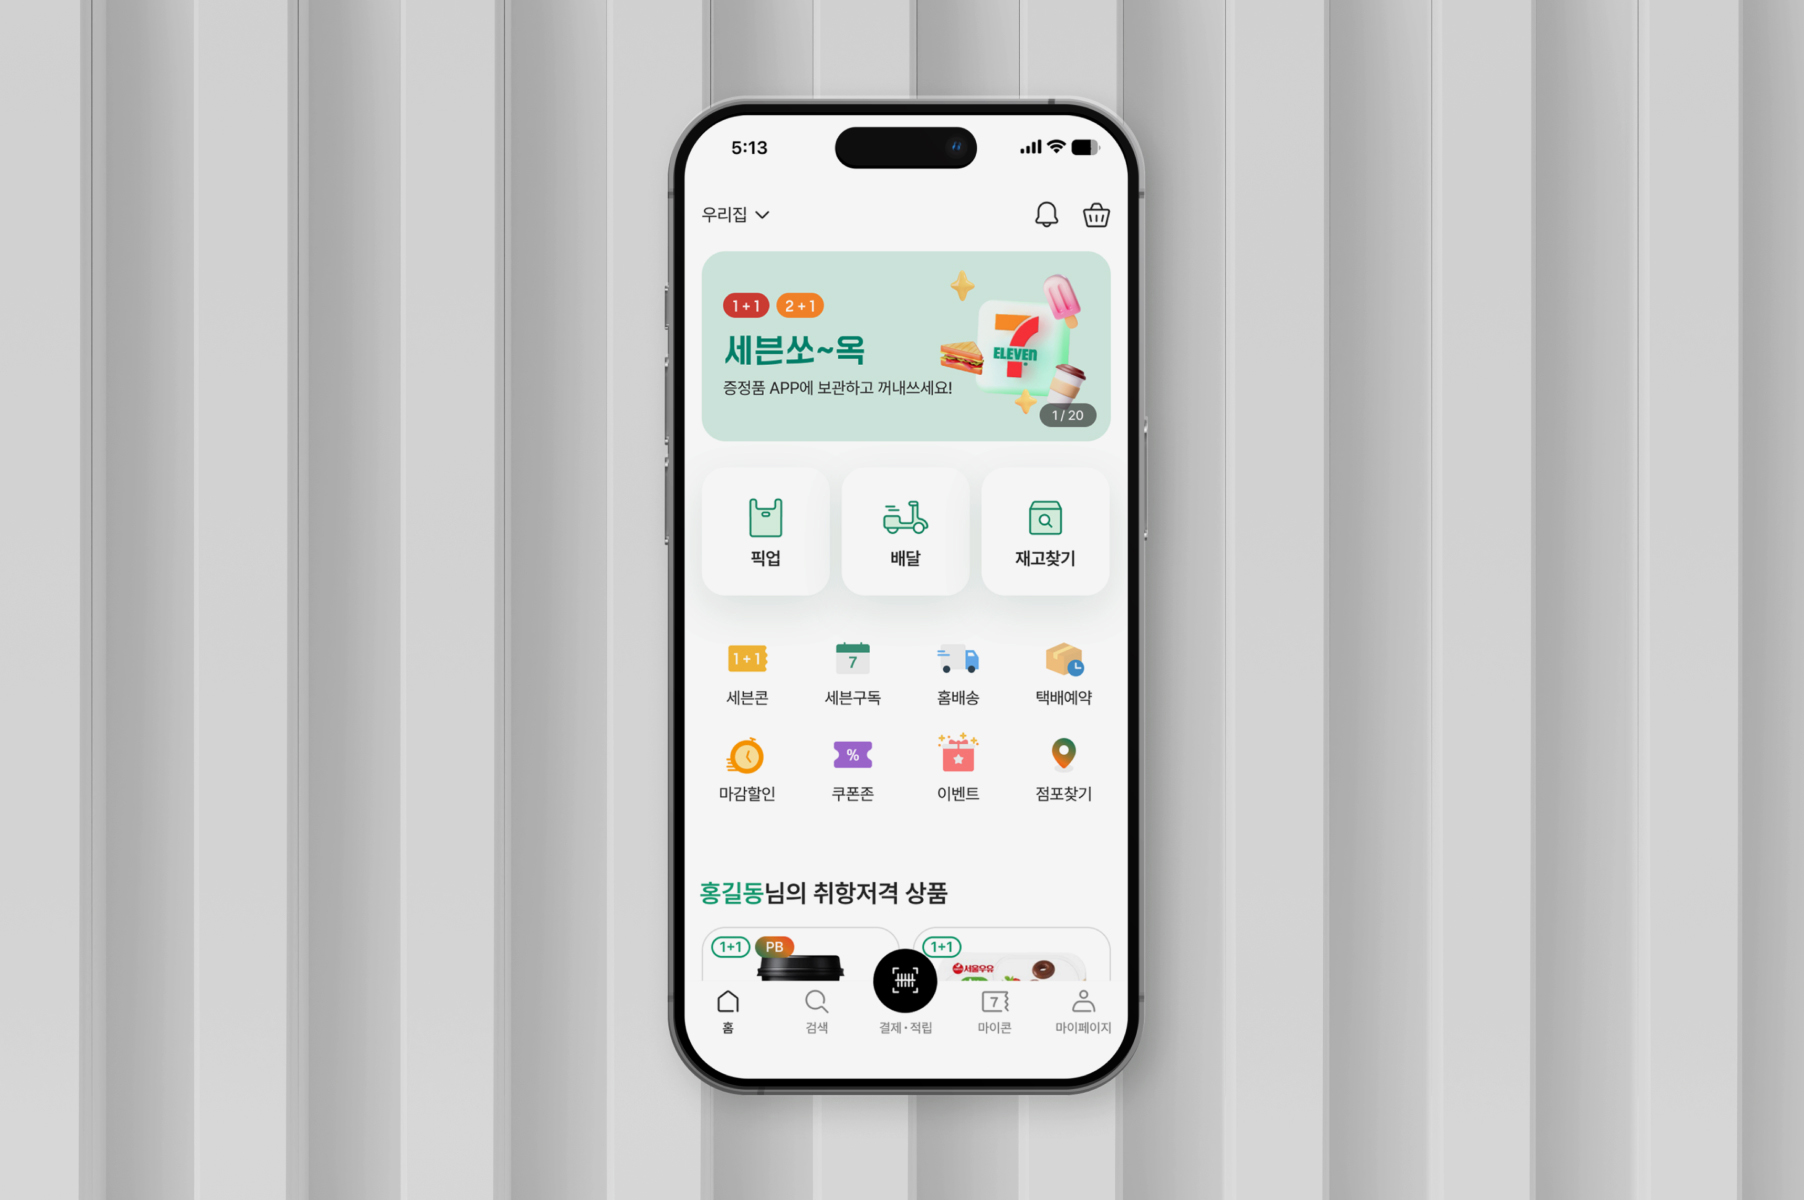 5:13
우리집
1+1 2+1
세븐쏘~옥
증정품 APP에 보관하고 꺼내쓰세요!
7
ELEVEN
1/20
픽업 배달 재고찾기
1+1 7
세븐콘 세븐구독 홈배송 택배예약
%
마감할인 쿠폰존 이벤트 점포찾기
홍길동님의 취항저격 상품
1+1 PB 1+1
서울우유
7
홈 검색 결제·적립 마이콘 마이페이지